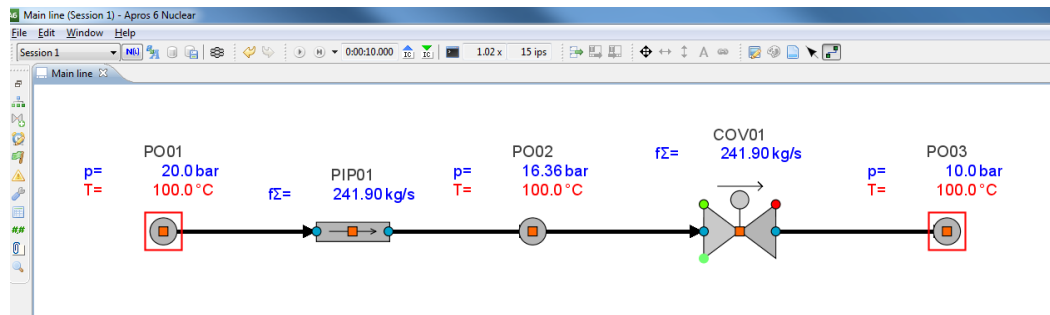 Main line (Session 1) - Apros 6 Nuclear
File Edit Window Help
Session 1 N(i) 0:00:10.000 IC IC 1.02 x 15 ips A
Main line
PO01
p= 20.0 bar
T= 100.0 °C
PIP01
fΣ= 241.90 kg/s
PO02
p= 16.36 bar
T= 100.0 °C
COV01
fΣ= 241.90 kg/s
PO03
p= 10.0 bar
T= 100.0 °C
##